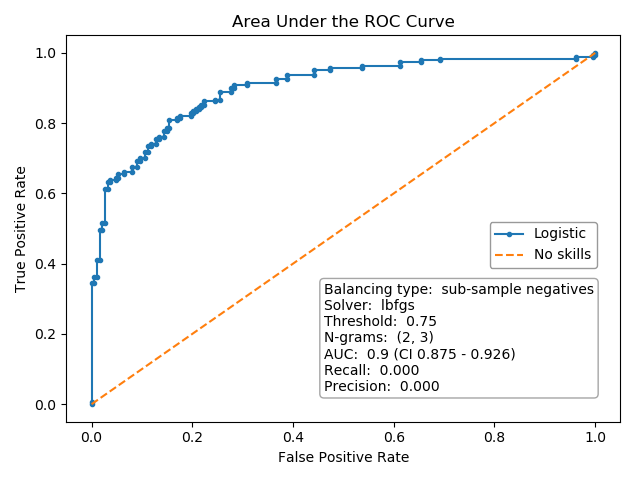 Area Under the ROC Curve
1.0
0.8
0.6
0.4
0.2
0.0
True Positive Rate
Logistic
No skills
Balancing type:  sub-sample negatives
Solver:  lbfgs
Threshold:  0.75
N-grams:  (2, 3)
AUC:  0.9 (CI 0.875 - 0.926)
Recall:  0.000
Precision:  0.000
0.0 0.2 0.4 0.6 0.8 1.0
False Positive Rate